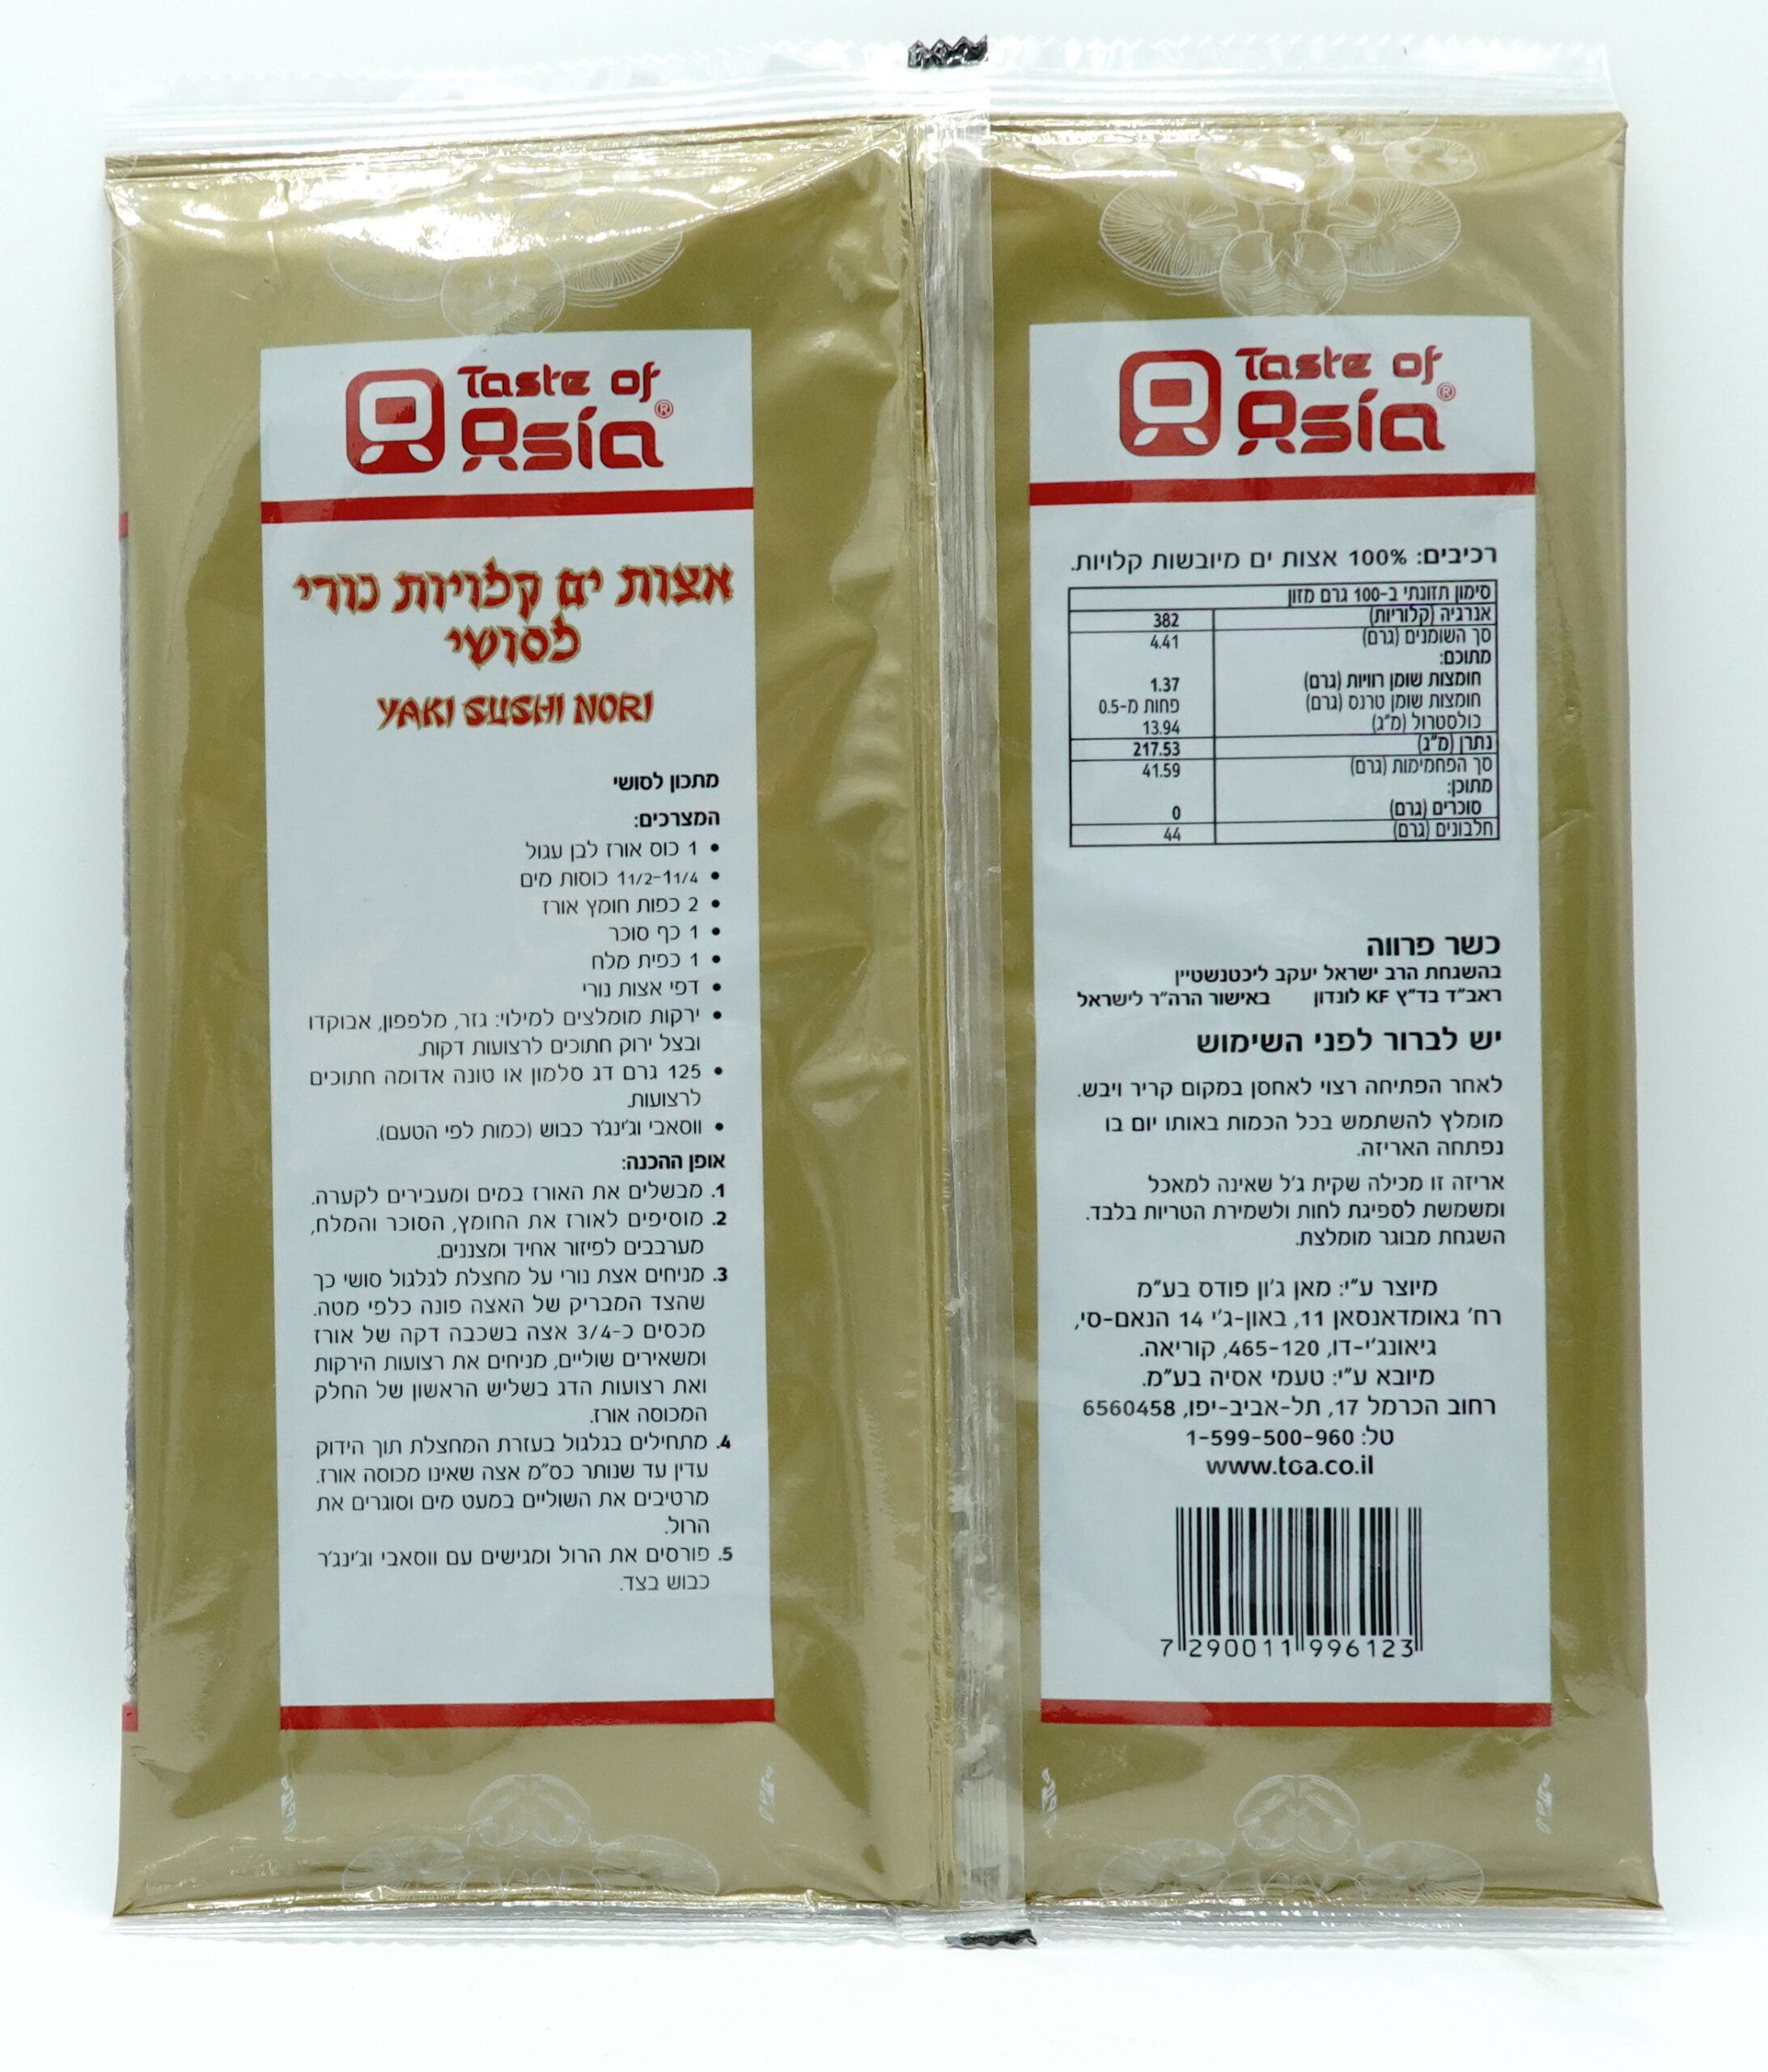 Taste of
Asia®
אצות ים קלויות נורי
לסושי
YAKI SUSHI NORI
מתכון לסושי
המצרכים:
• 1 כוס אורז לבן עגול
• 11/2-11/4 כוסות מים
• 2 כפות חומץ אורז
• 1 כף סוכר
• 1 כפית מלח
• דפי אצות נורי
• ירקות מומלצים למילוי: גזר, מלפפון, אבוקדו
ובצל ירוק חתוכים לרצועות דקות.
• 125 גרם דג סלמון או טונה אדומה חתוכים
לרצועות.
• ווסאבי וג'ינג'ר כבוש (כמות לפי הטעם).
אופן ההכנה:
1. מבשלים את האורז במים ומעבירים לקערה.
2. מוסיפים לאורז את החומץ, הסוכר והמלח,
מערבבים לפיזור אחיד ומצננים.
3. מניחים אצת נורי על מחצלת לגלגול סושי כך
שהצד המבריק של האצה פונה כלפי מטה.
מכסים כ-3/4 אצה בשכבה דקה של אורז
ומשאירים שוליים, מניחים את רצועות הירקות
ואת רצועות הדג בשליש הראשון של החלק
המכוסה אורז.
4. מתחילים בגלגול בעזרת המחצלת תוך הידוק
עדין עד שנותר כס"מ אצה שאינו מכוסה אורז.
מרטיבים את השוליים במעט מים וסוגרים את
הרול.
5. פורסים את הרול ומגישים עם ווסאבי וג'ינג'ר
כבוש בצד.
Taste of
Asia®
רכיבים: 100% אצות ים מיובשות קלויות.
סימון תזונתי ב-100 גרם מזון
אנרגיה (קלוריות) 382
סך השומנים (גרם) 4.41
מתוכם:
חומצות שומן רוויות (גרם) 1.37
חומצות שומן טרנס (גרם) פחות מ-0.5
כולסטרול (מ"ג) 13.94
נתרן (מ"ג) 217.53
סך הפחמימות (גרם) 41.59
מתוכן:
סוכרים (גרם) 0
חלבונים (גרם) 44
כשר פרווה
בהשגחת הרב ישראל יעקב ליכטנשטיין
ראב"ד בד"ץ KF לונדון באישור הרה"ר לישראל
יש לברור לפני השימוש
לאחר הפתיחה רצוי לאחסן במקום קריר ויבש.
מומלץ להשתמש בכל הכמות באותו יום בו
נפתחה האריזה.
אריזה זו מכילה שקית ג'ל שאינה למאכל
ומשמשת לספיגת לחות ולשמירת הטריות בלבד.
השגחת מבוגר מומלצת.
מיוצר ע"י: מאן ג'ון פודס בע"מ
רח' גאומדאנסאן 11, באון-ג'י 14 הנאם-סי,
גיאונג'י-דו, 465-120, קוריאה.
מיובא ע"י: טעמי אסיה בע"מ.
רחוב הכרמל 17, תל-אביב-יפו, 6560458
טל: 1-599-500-960
www.toa.co.il
7 290011 996123